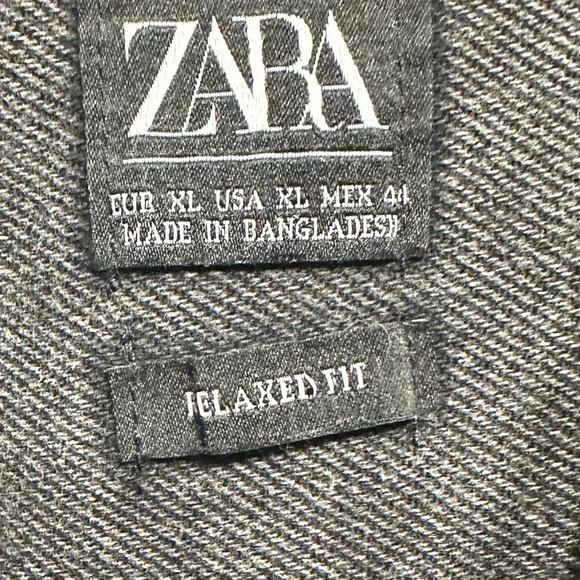 ZARA
EUR XL USA XL MEX 44
MADE IN BANGLADESH
RELAXED FIT